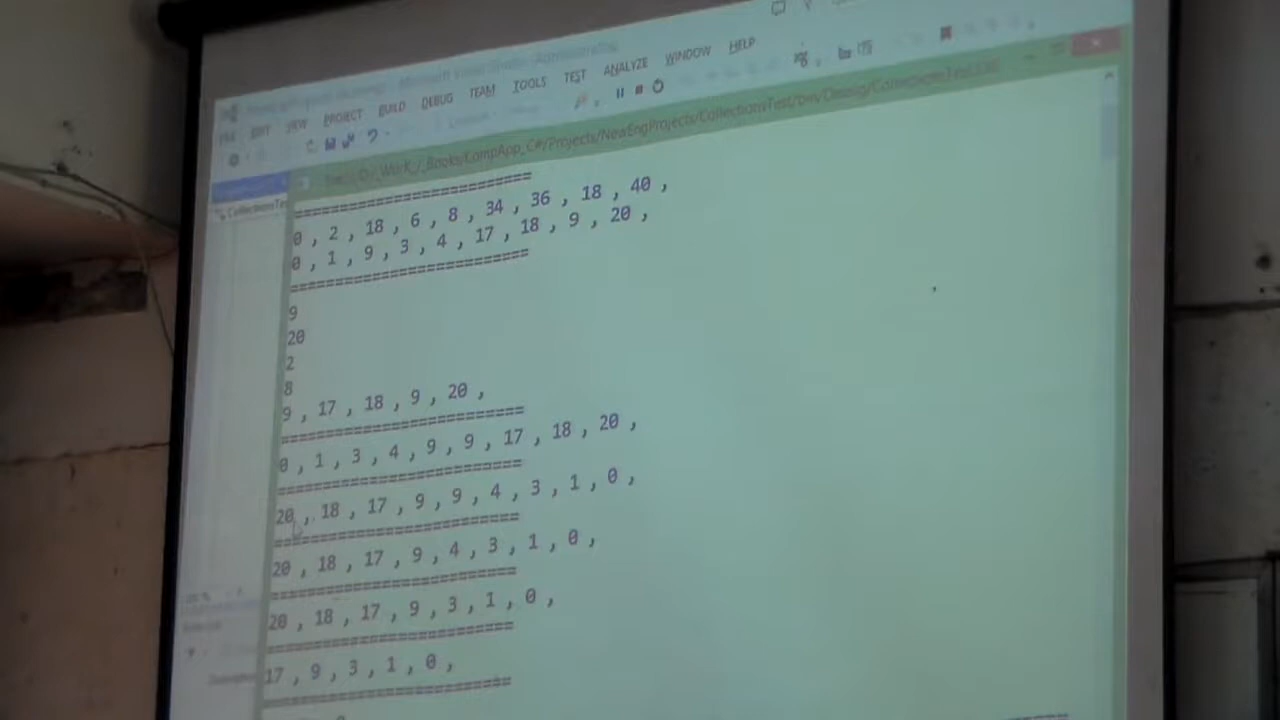 PROJECT BUILD DEBUG TEAM TOOLS TEST ANALYZE WINDOW HELP
=========================
0 , 2 , 18 , 6 , 8 , 34 , 36 , 18 , 40 ,
0 , 1 , 9 , 3 , 4 , 17 , 18 , 9 , 20 ,
=========================
9
20
2
8
9 , 17 , 18 , 9 , 20 ,
=========================
0 , 1 , 3 , 4 , 9 , 9 , 17 , 18 , 20 ,
=========================
20 , 18 , 17 , 9 , 9 , 4 , 3 , 1 , 0 ,
=========================
20 , 18 , 17 , 9 , 4 , 3 , 1 , 0 ,
=========================
20 , 18 , 17 , 9 , 3 , 1 , 0 ,
=========================
17 , 9 , 3 , 1 , 0 ,
=========================